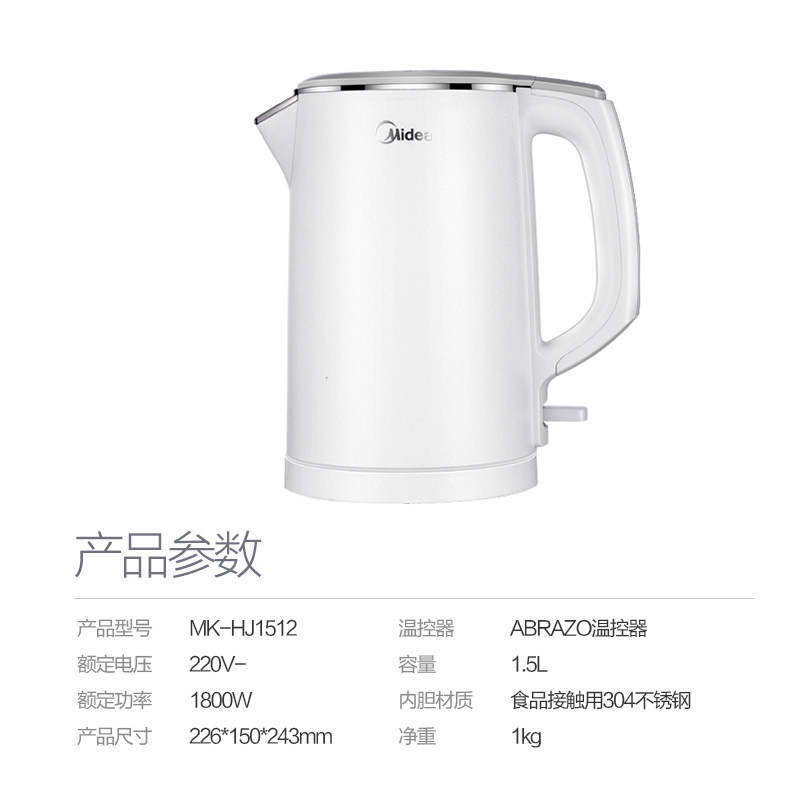 Midea
产品参数
产品型号 MK-HJ1512 温控器 ABRAZO温控器
额定电压 220V~ 容量 1.5L
额定功率 1800W 内胆材质 食品接触用304不锈钢
产品尺寸 226*150*243mm 净重 1kg